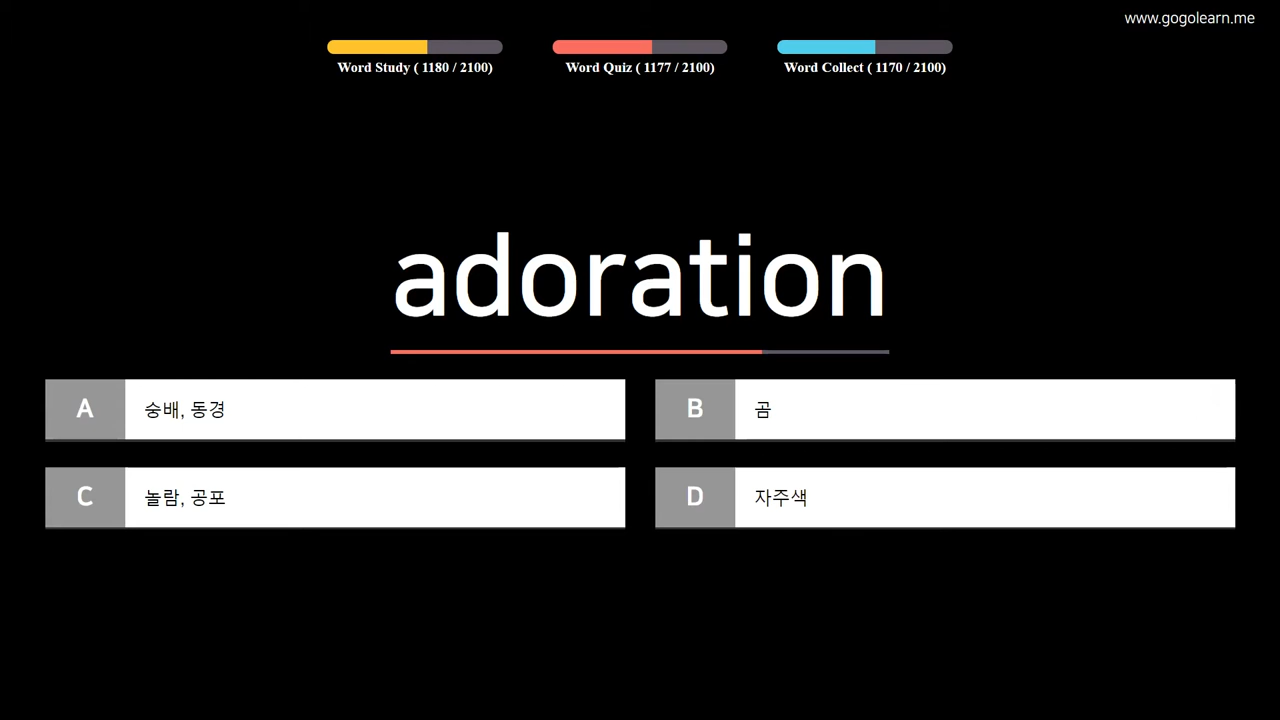 www.gogolearn.me
Word Study ( 1180 / 2100)
Word Quiz ( 1177 / 2100)
Word Collect ( 1170 / 2100)
adoration
A 숭배, 동경
B 곰
C 놀람, 공포
D 자주색